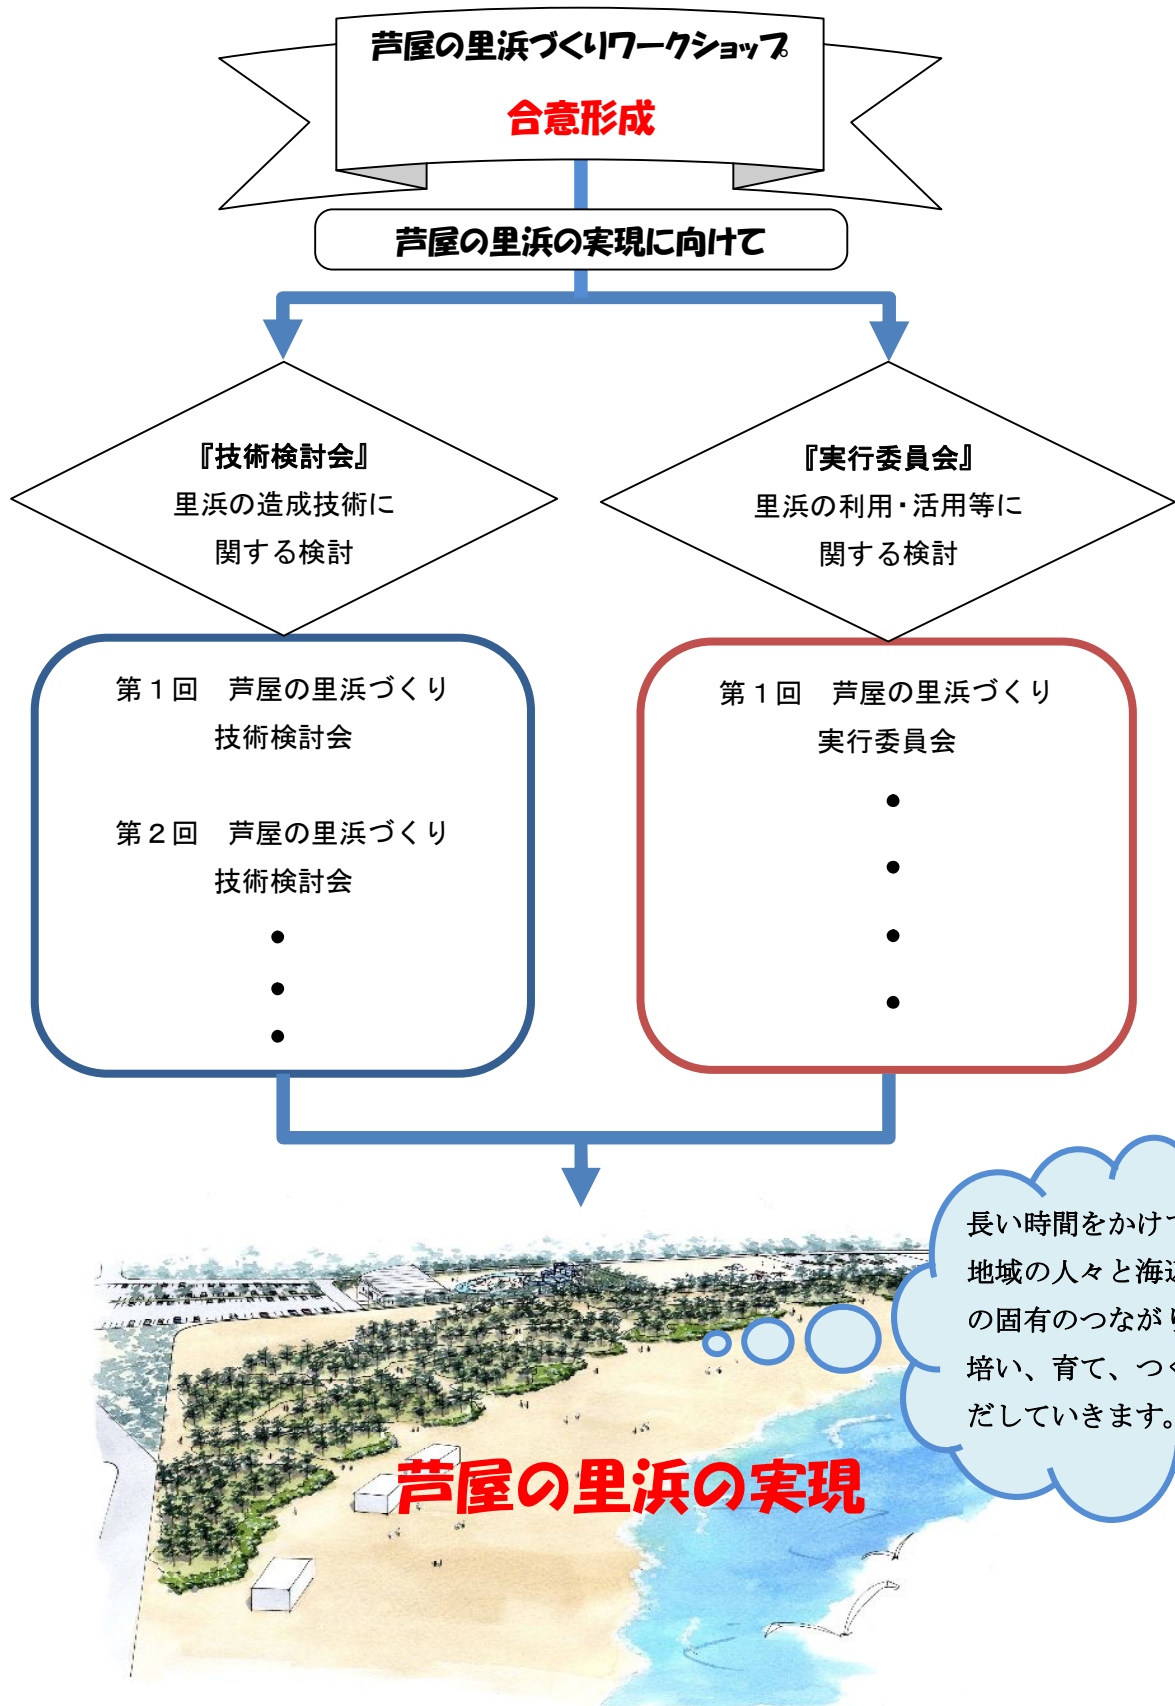 芦屋の里浜づくりワークショップ
合意形成
芦屋の里浜の実現に向けて
『技術検討会』
里浜の造成技術に
関する検討
『実行委員会』
里浜の利用・活用等に
関する検討
第１回　芦屋の里浜づくり
技術検討会
第２回　芦屋の里浜づくり
技術検討会
・
・
・
第１回　芦屋の里浜づくり
実行委員会
・
・
・
・
長い時間をかけ
地域の人々と海
の固有のつなが
培い、育て、つ
だしていきます。
芦屋の里浜の実現